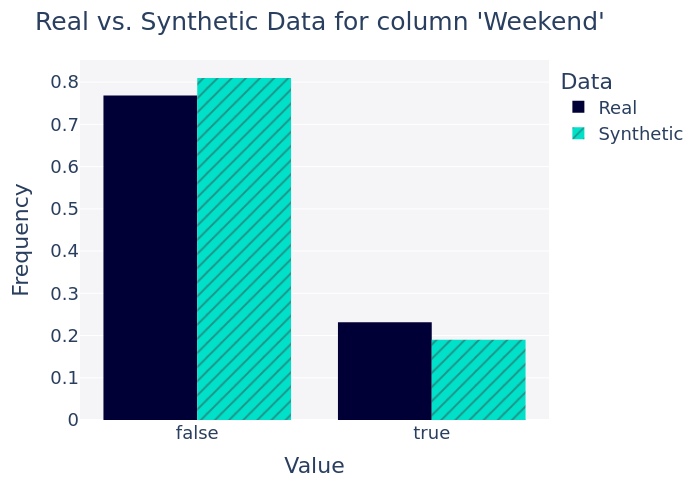 Real vs. Synthetic Data for column 'Weekend'
Data
Real
Synthetic
Frequency
0.8
0.7
0.6
0.5
0.4
0.3
0.2
0.1
0
false
true
Value